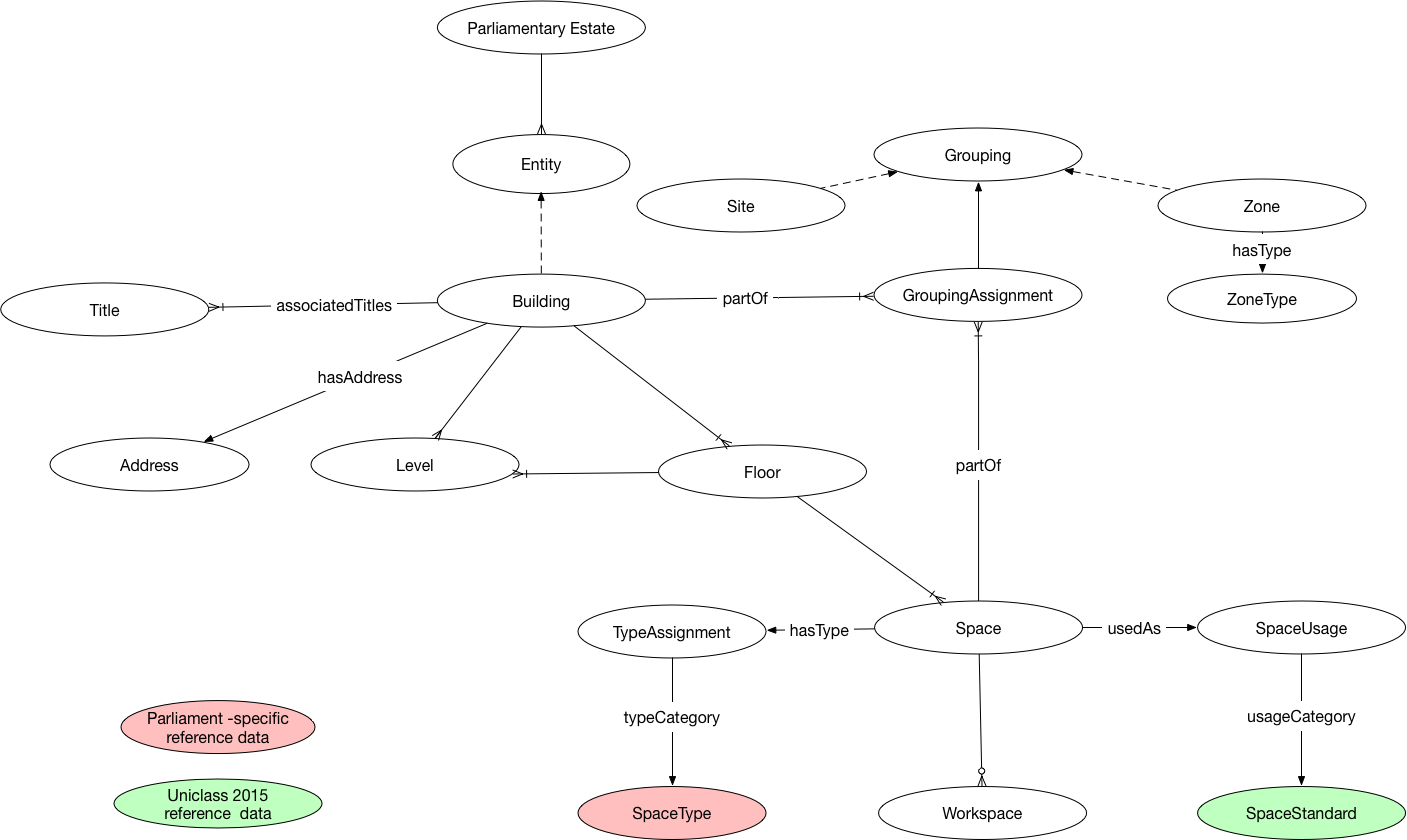 Parliamentary Estate
Entity
Grouping
Site
Zone
hasType
ZoneType
Title
associatedTitles
Building
partOf
GroupingAssignment
hasAddress
Address
Level
Floor
partOf
TypeAssignment
hasType
Space
usedAs
SpaceUsage
typeCategory
usageCategory
Parliament -specific
reference data
Uniclass 2015
reference  data
SpaceType
Workspace
SpaceStandard